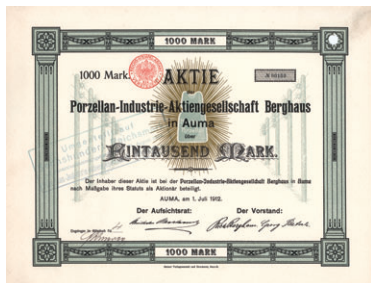 1000 MARK
1000 Mark. AKTIE
Porzellan-Industrie-Aktiengesellschaft Berghaus
in Auma
über
EINTAUSEND MARK.
Der Inhaber dieser Aktie ist bei der Porzellan-Industrie-Aktiengesellschaft Berghaus in Auma
nach Maßgabe ihres Statuts als Aktionär beteiligt.
AUMA, am 1. Juli 1912.
Der Aufsichtsrat: Der Vorstand:
1000 MARK